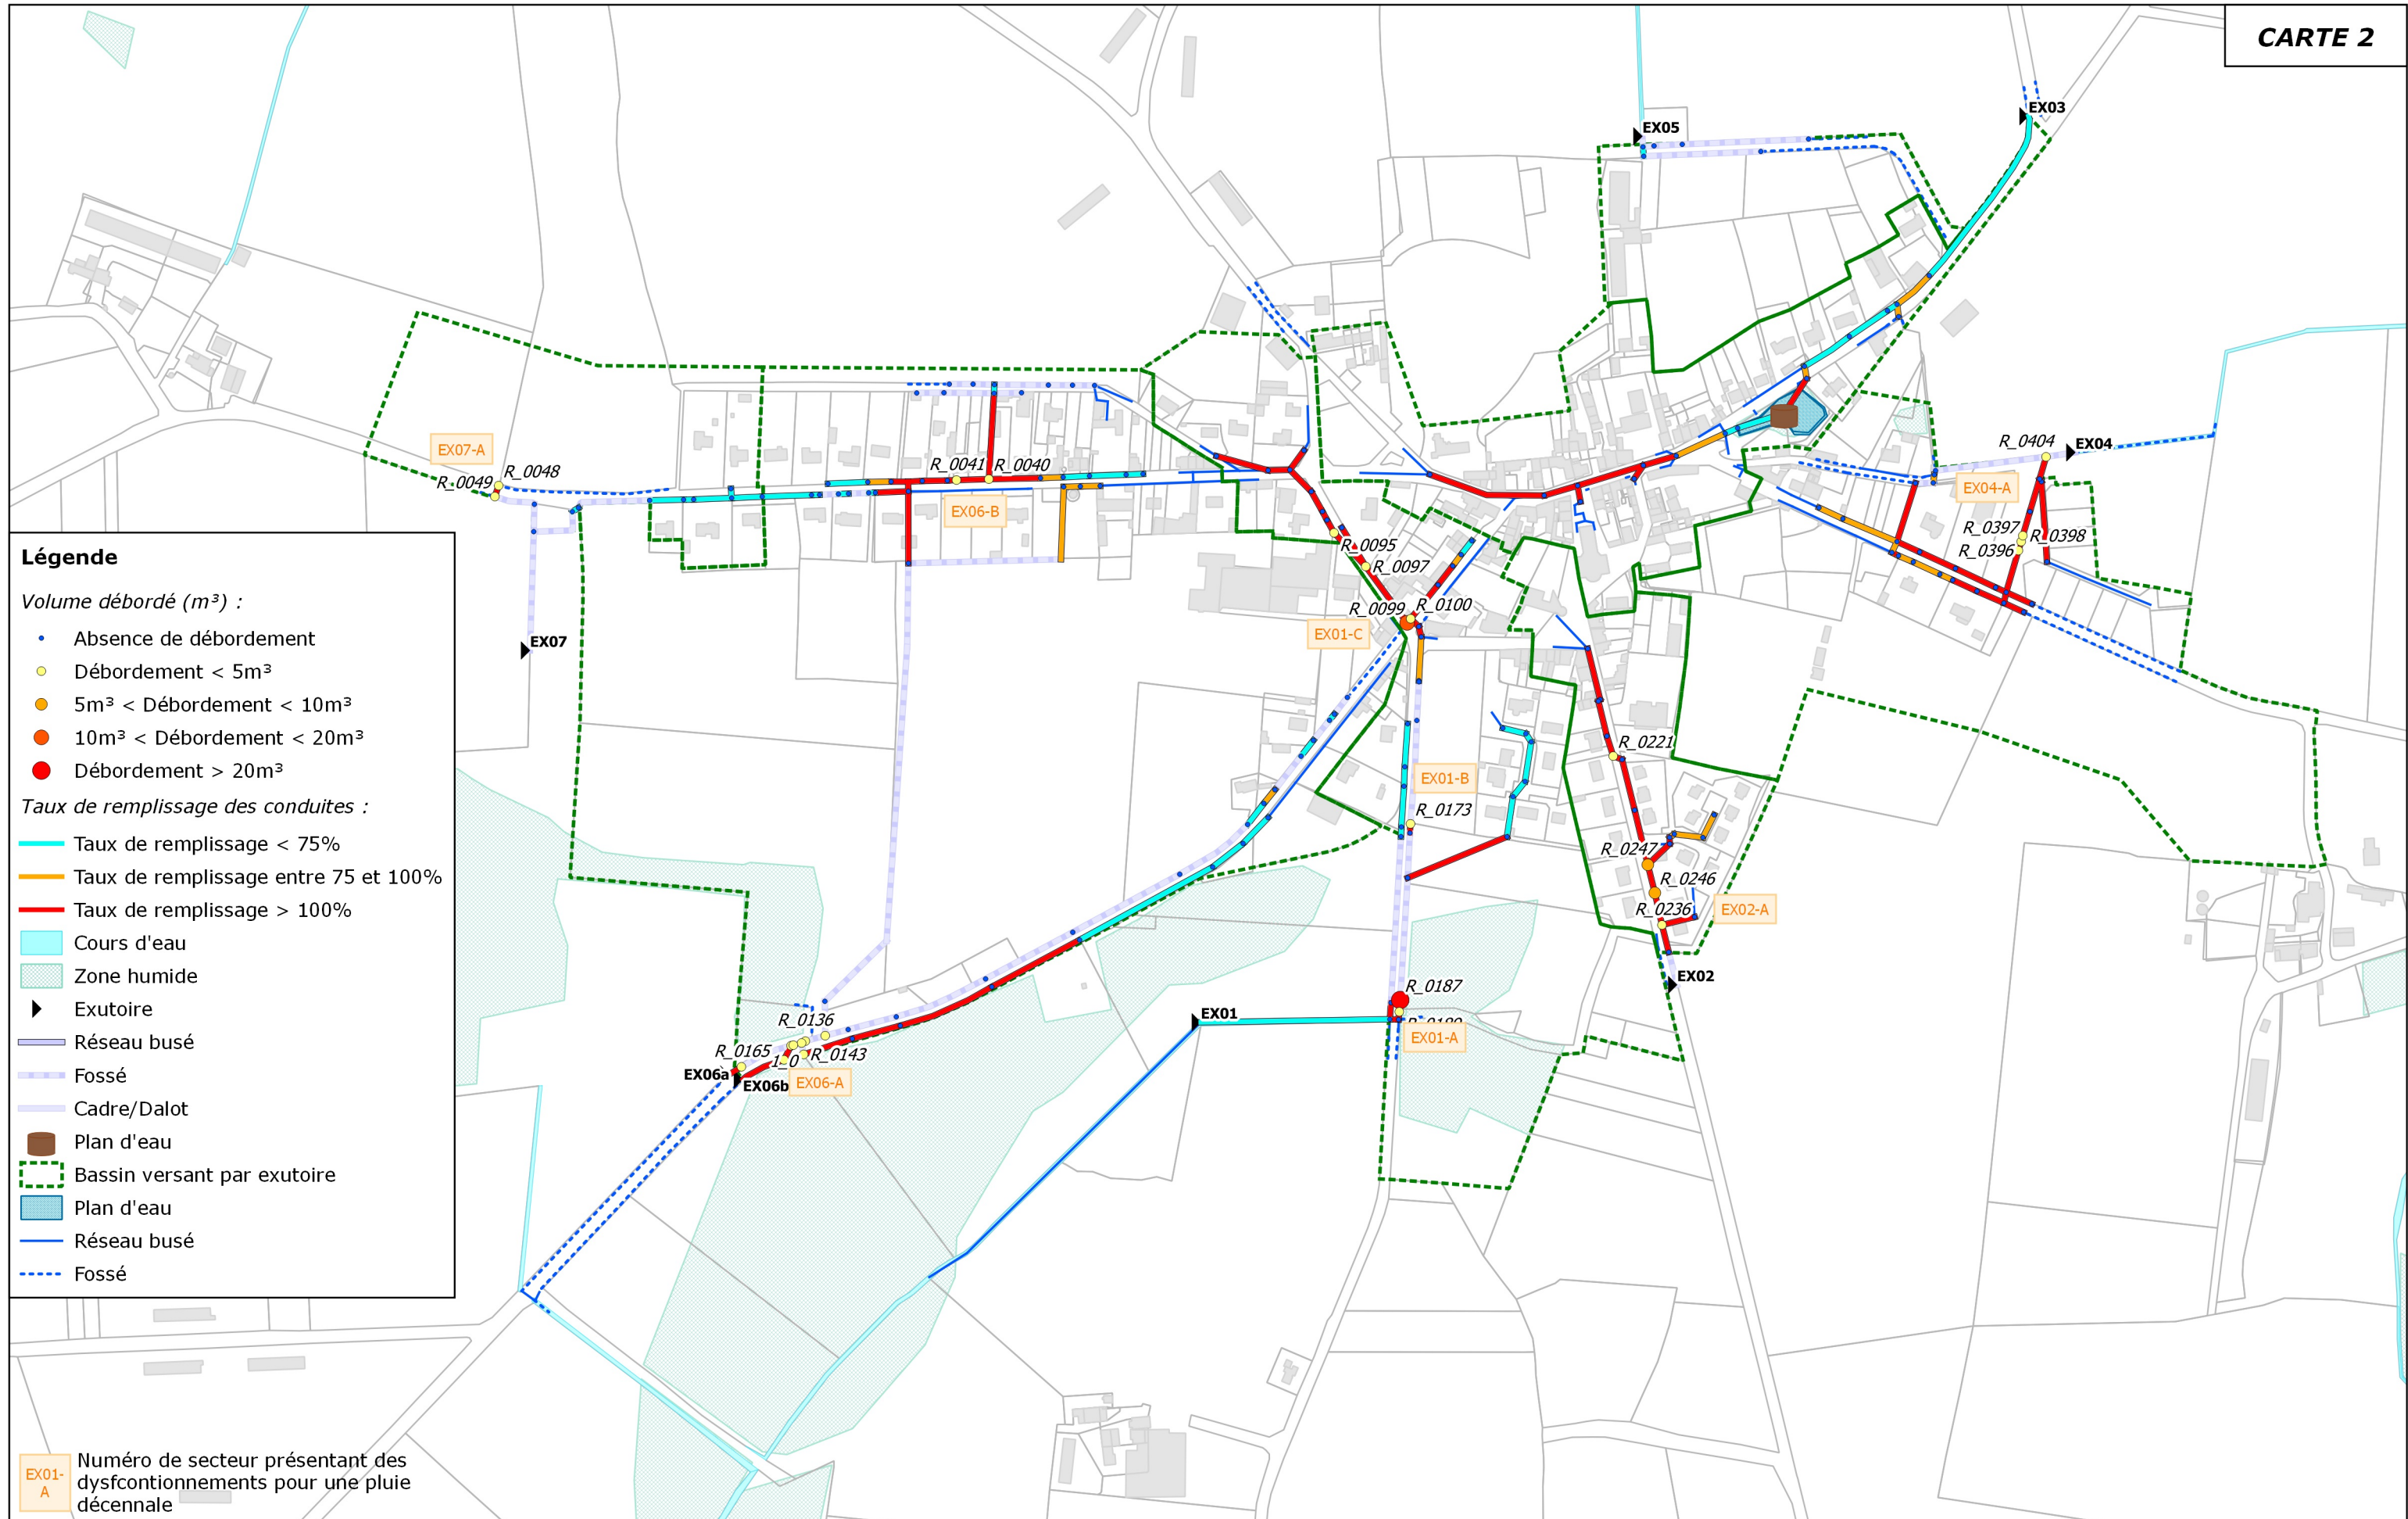 CARTE 2
EX03
EX05
R_0404
EX04
EX07-A
R_0048
R_0049
R_0041
R_0040
EX06-B
EX04-A
R_0397
R_0398
R_0396
R_0095
R_0097
R_0099
R_0100
EX01-C
EX07
R_0221
EX01-B
R_0173
R_0247
R_0246
R_0236
EX02-A
EX02
R_0187
EX01
EX01-A
R_0136
R_0165
1_0
R_0143
EX06a
EX06b
EX06-A
Légende
Volume débordé (m³) :
Absence de débordement
Débordement < 5m³
5m³ < Débordement < 10m³
10m³ < Débordement < 20m³
Débordement > 20m³
Taux de remplissage des conduites :
Taux de remplissage < 75%
Taux de remplissage entre 75 et 100%
Taux de remplissage > 100%
Cours d'eau
Zone humide
Exutoire
Réseau busé
Fossé
Cadre/Dalot
Plan d'eau
Bassin versant par exutoire
Plan d'eau
Réseau busé
Fossé
EX01-
A
Numéro de secteur présentant des
dysfcontionnements pour une pluie
décennale